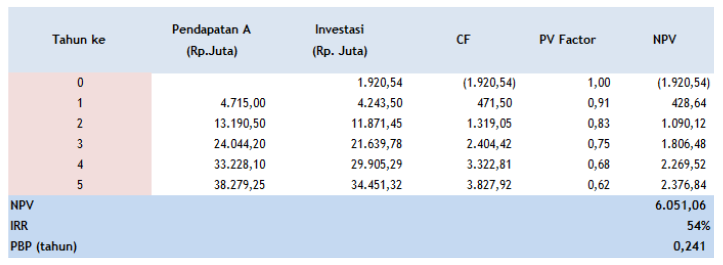 Tahun ke Pendapatan A (Rp.Juta) Investasi (Rp. Juta) CF PV Factor NPV
0 1.920,54 (1.920,54) 1,00 (1.920,54)
1 4.715,00 4.243,50 471,50 0,91 428,64
2 13.190,50 11.871,45 1.319,05 0,83 1.090,12
3 24.044,20 21.639,78 2.404,42 0,75 1.806,48
4 33.228,10 29.905,29 3.322,81 0,68 2.269,52
5 38.279,25 34.451,32 3.827,92 0,62 2.376,84
NPV 6.051,06
IRR 54%
PBP (tahun) 0,241